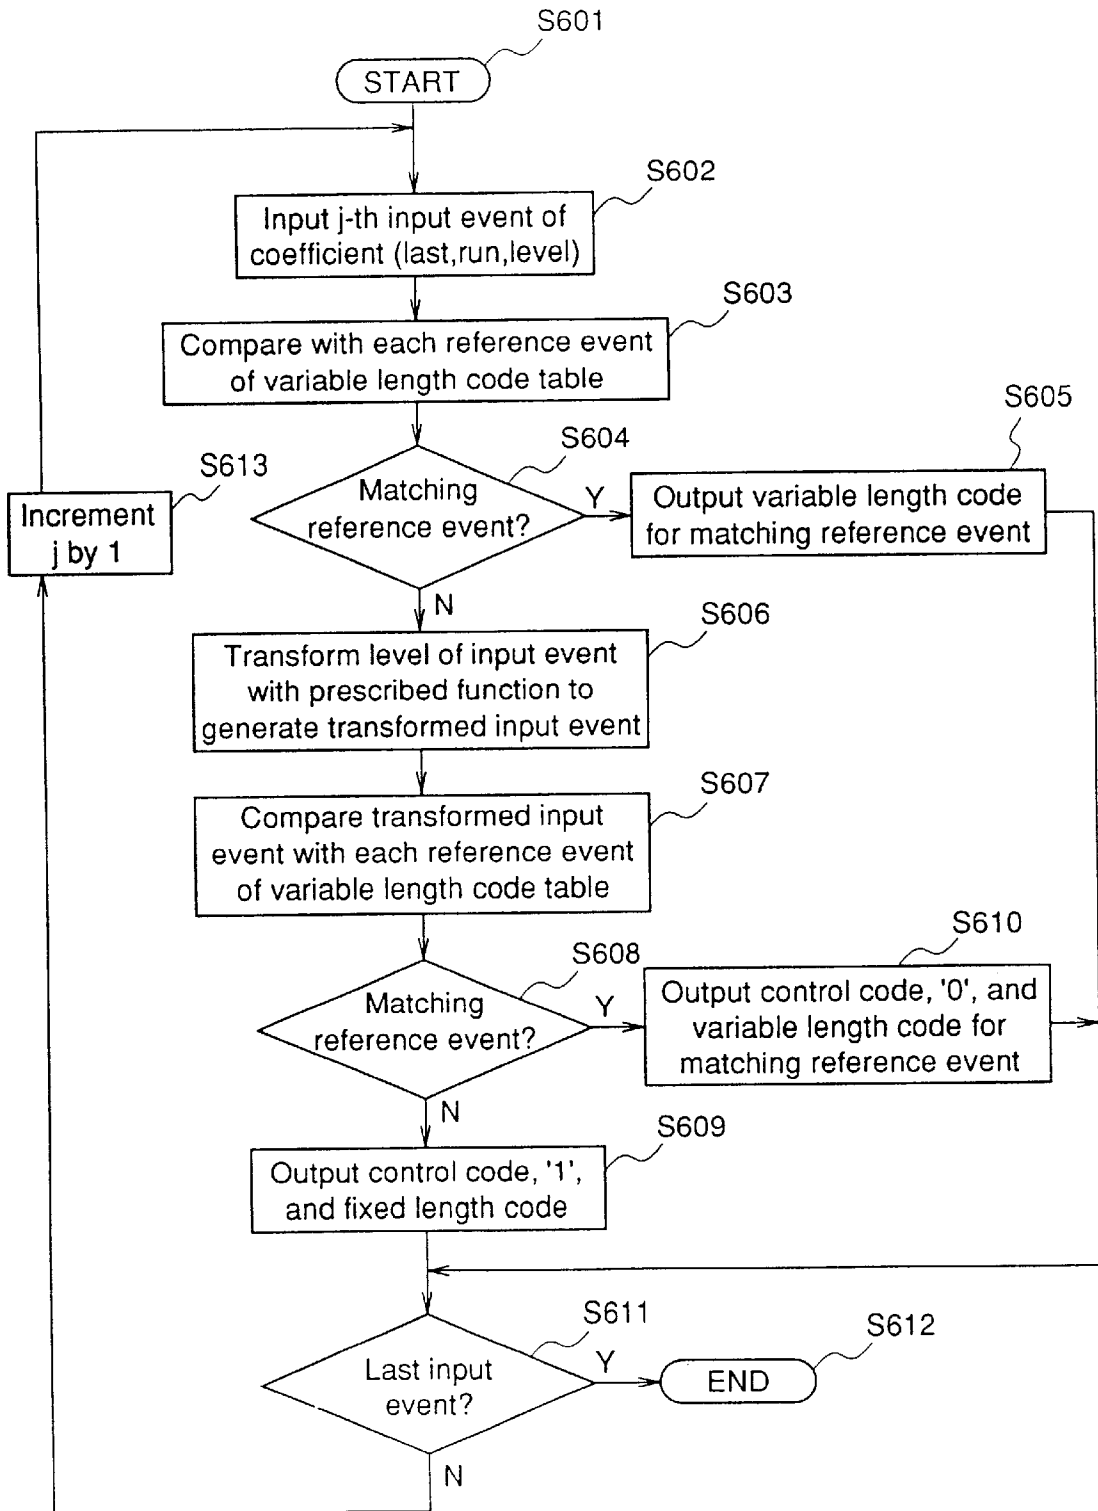 S601
START
S602
Input j-th input event of
coefficient (last,run,level)
S603
Compare with each reference event
of variable length code table
S604
Matching
reference event?
Y
N
S605
Output variable length code
for matching reference event
S613
Increment
j by 1
S606
Transform level of input event
with prescribed function to
generate transformed input event
S607
Compare transformed input
event with each reference event
of variable length code table
S608
Matching
reference event?
Y
N
S610
Output control code, '0', and
variable length code for
matching reference event
S609
Output control code, '1',
and fixed length code
S611
Last input
event?
Y
N
S612
END